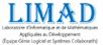 LIMAD
Laboratoire d'Informatique et de Mathématiques
Appliquées au Développement
(Equipe Génie Logiciel et Systèmes Collaboratifs)